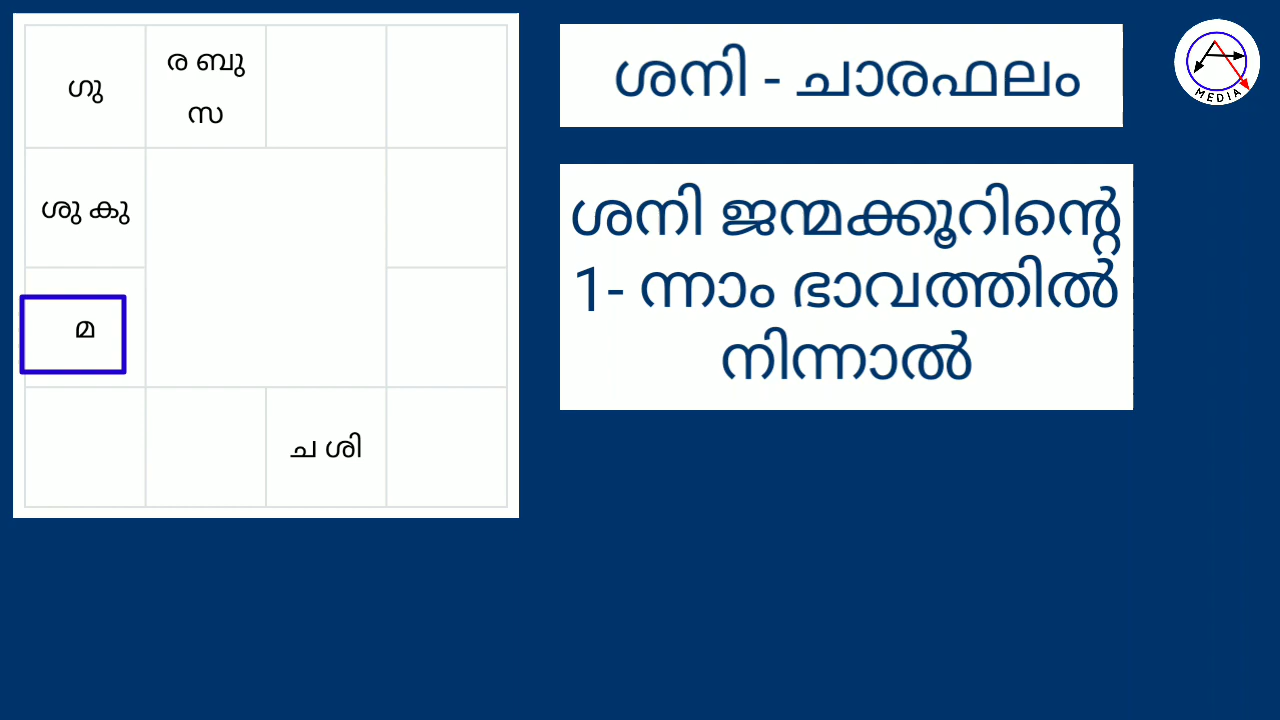 ഗു
ര ബു
സ
ശു കു
മ
ച ശി
ശനി - ചാരഫലം
ശനി ജന്മക്കൂറിന്റെ
1- ന്നാം ഭാവത്തിൽ
നിന്നാൽ
MEDIA